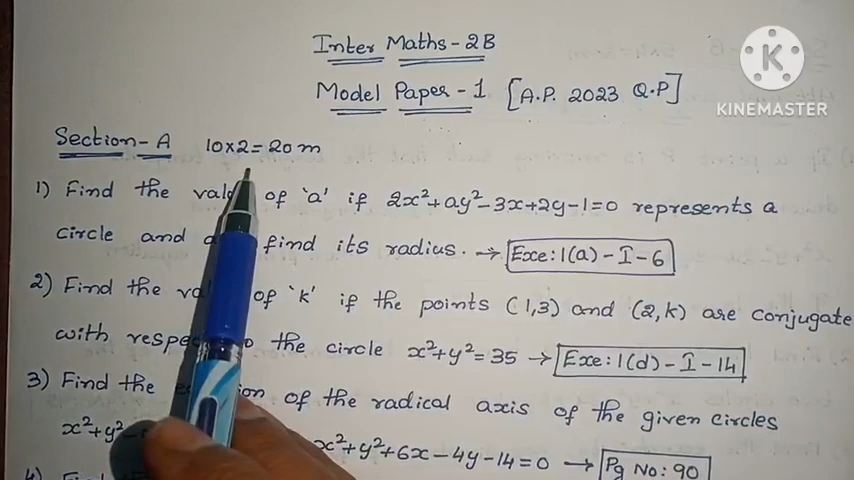 Inter Maths-2B
Model Paper-1 [A.P. 2023 Q.P]
KINEMASTER
Section-A 10×2=20m
1) Find the of 'a' if 2x²+ay²-3x+2y-1=0 represents a
circle and find its radius. → Exe: 1(a)-I-6
2) Find the of 'k' if the points (1,3) and (2,k) are conjugate
with the circle x²+y²=35 → Exe: 1(d)-I-14
3) Find the of the radical axis of the given circles
x²+y² x²+y²+6x-4y-14=0 → Pg No: 90
4)